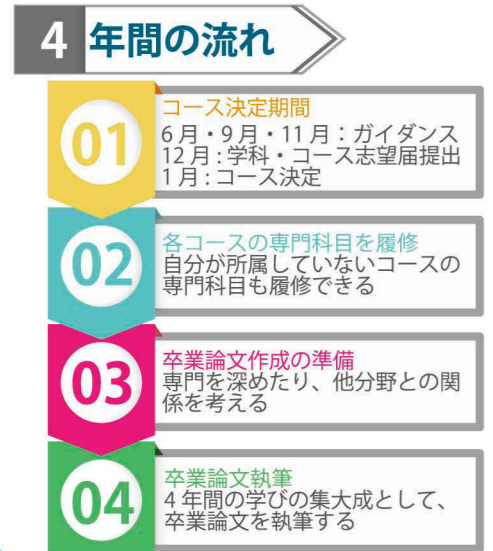 4 年間の流れ
01
コース決定期間
6月・9月・11月：ガイダンス
12月：学科・コース志望届提出
1月：コース決定
02
各コースの専門科目を履修
自分が所属していないコースの
専門科目も履修できる
03
卒業論文作成の準備
専門を深めたり、他分野との関
係を考える
04
卒業論文執筆
4年間の学びの集大成として、
卒業論文を執筆する